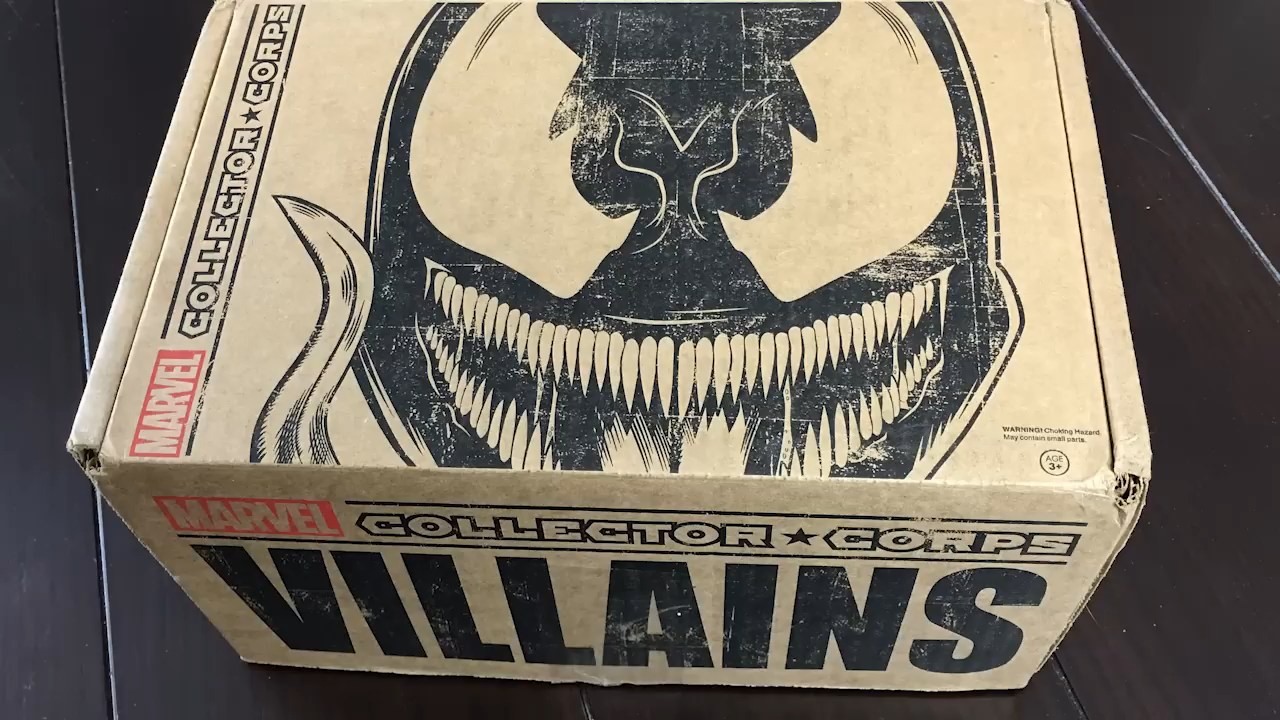 MARVEL COLLECTOR★CORPS
WARNING! Choking Hazard.
May contain small parts.
AGE
3+
MARVEL COLLECTOR★CORPS
VILLAINS